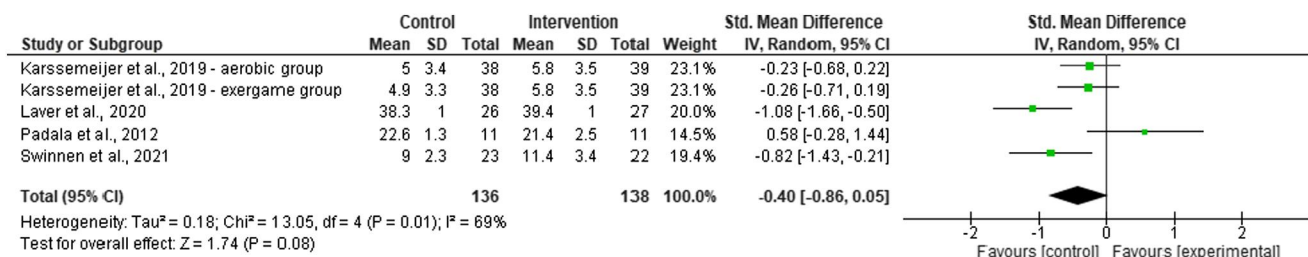 Control Intervention Std. Mean Difference Std. Mean Difference
Study or Subgroup Mean SD Total Mean SD Total Weight IV, Random, 95% CI IV, Random, 95% CI
Karssemeijer et al., 2019 - aerobic group 5 3.4 38 5.8 3.5 39 23.1% -0.23 [-0.68, 0.22]
Karssemeijer et al., 2019 - exergame group 4.9 3.3 38 5.8 3.5 39 23.1% -0.26 [-0.71, 0.19]
Laver et al., 2020 38.3 1 26 39.4 1 27 20.0% -1.08 [-1.66, -0.50]
Padala et al., 2012 22.6 1.3 11 21.4 2.5 11 14.5% 0.58 [-0.28, 1.44]
Swinnen et al., 2021 9 2.3 23 11.4 3.4 22 19.4% -0.82 [-1.43, -0.21]
Total (95% CI) 136 138 100.0% -0.40 [-0.86, 0.05]
Heterogeneity: Tau² = 0.18; Chi² = 13.05, df = 4 (P = 0.01); I² = 69%
Test for overall effect: Z = 1.74 (P = 0.08)
-2 -1 0 1 2
Favours [control] Favours [experimental]